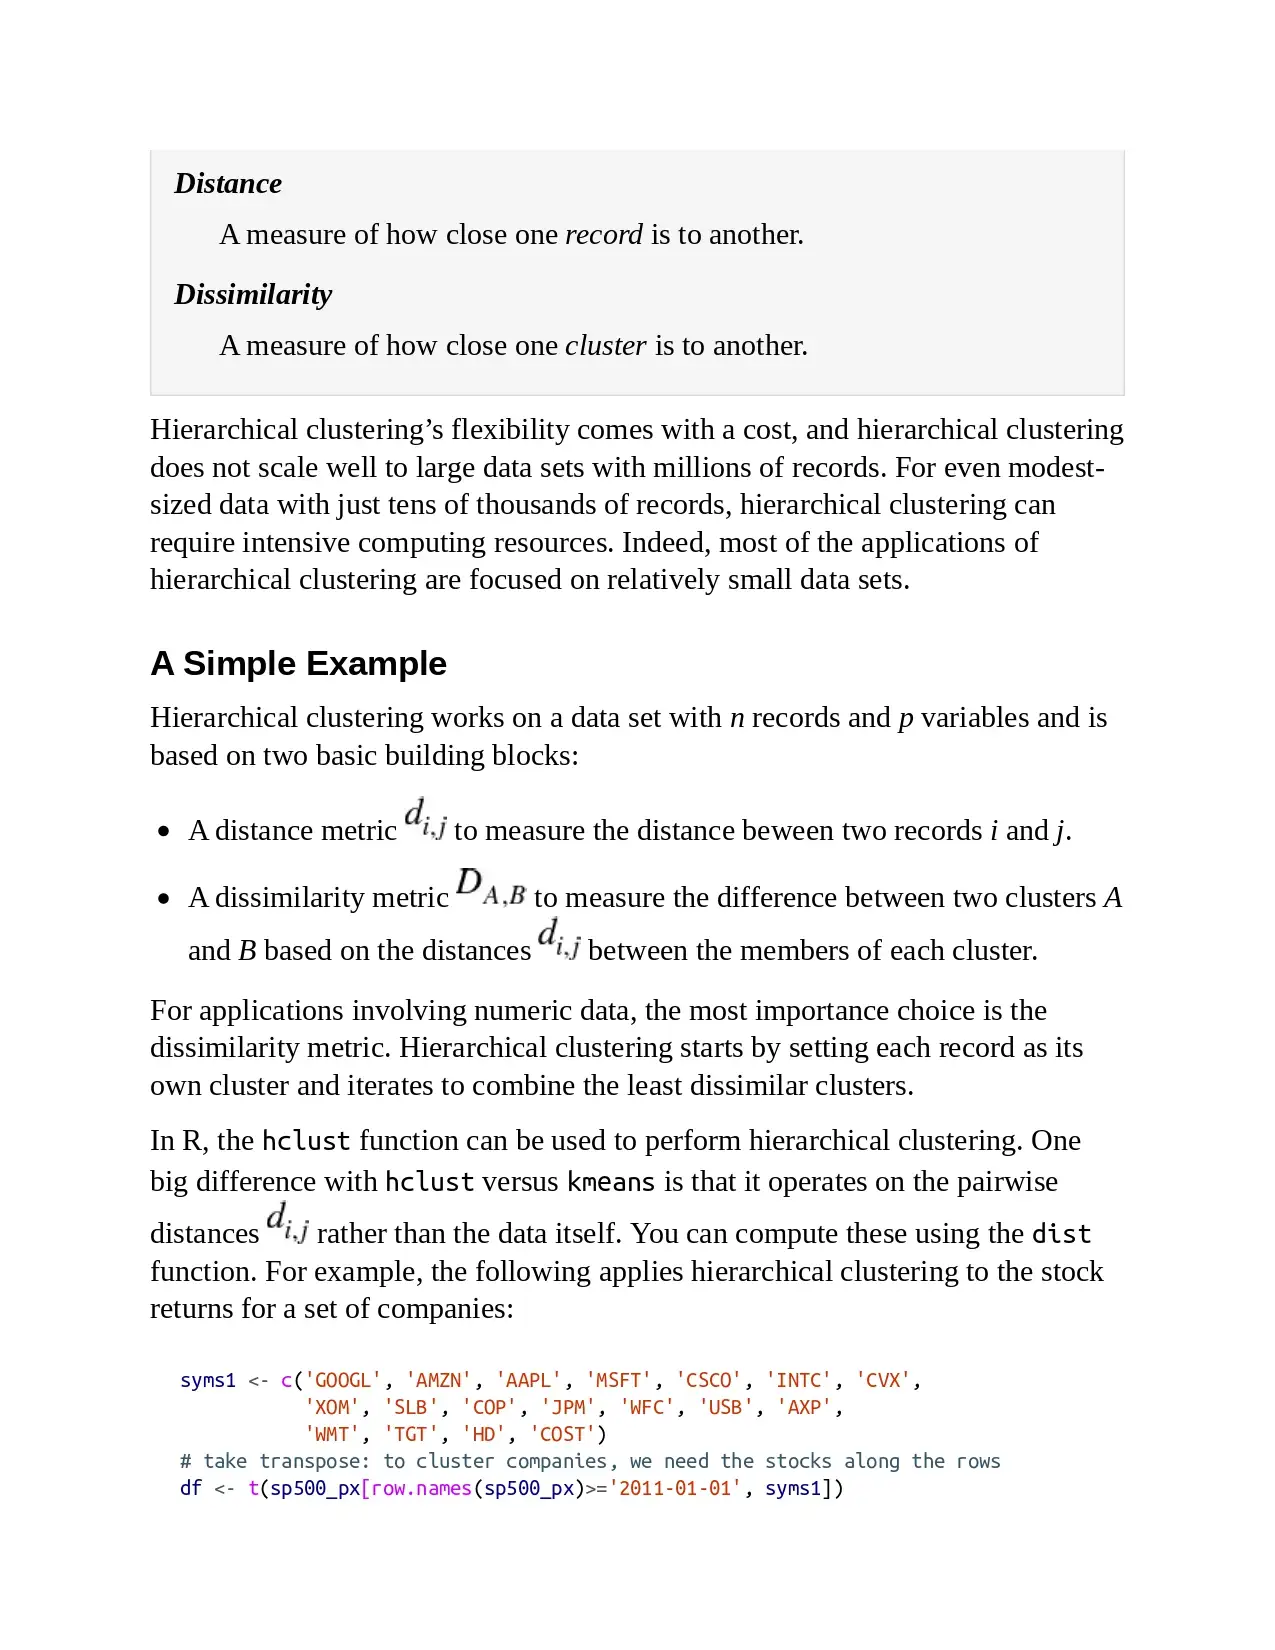 Distance
A measure of how close one record is to another.
Dissimilarity
A measure of how close one cluster is to another.
Hierarchical clustering’s flexibility comes with a cost, and hierarchical clustering
does not scale well to large data sets with millions of records. For even modest-
sized data with just tens of thousands of records, hierarchical clustering can
require intensive computing resources. Indeed, most of the applications of
hierarchical clustering are focused on relatively small data sets.
A Simple Example
Hierarchical clustering works on a data set with n records and p variables and is
based on two basic building blocks:
• A distance metric d_{i,j} to measure the distance beween two records i and j.
• A dissimilarity metric D_{A,B} to measure the difference between two clusters A
and B based on the distances d_{i,j} between the members of each cluster.
For applications involving numeric data, the most importance choice is the
dissimilarity metric. Hierarchical clustering starts by setting each record as its
own cluster and iterates to combine the least dissimilar clusters.
In R, the hclust function can be used to perform hierarchical clustering. One
big difference with hclust versus kmeans is that it operates on the pairwise
distances d_{i,j} rather than the data itself. You can compute these using the dist
function. For example, the following applies hierarchical clustering to the stock
returns for a set of companies:
syms1 <- c('GOOGL', 'AMZN', 'AAPL', 'MSFT', 'CSCO', 'INTC', 'CVX',
'XOM', 'SLB', 'COP', 'JPM', 'WFC', 'USB', 'AXP',
'WMT', 'TGT', 'HD', 'COST')
# take transpose: to cluster companies, we need the stocks along the rows
df <- t(sp500_px[row.names(sp500_px)>='2011-01-01', syms1])